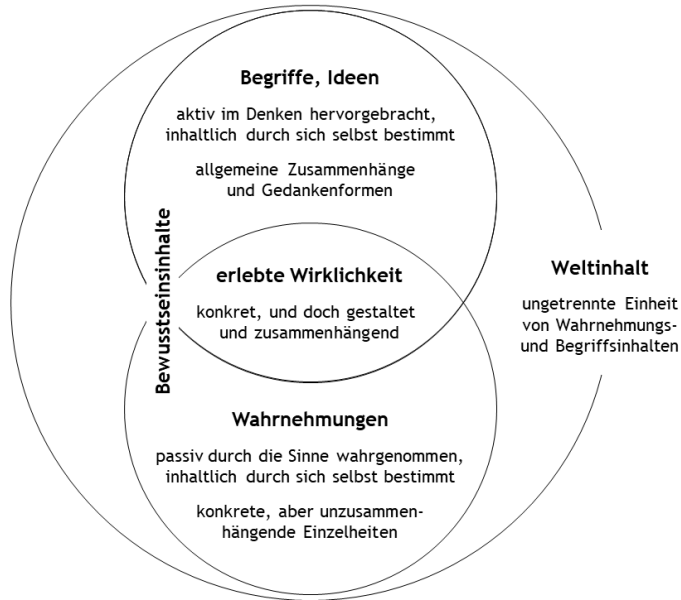 Begriffe, Ideen
aktiv im Denken hervorgebracht,
inhaltlich durch sich selbst bestimmt
allgemeine Zusammenhänge
und Gedankenformen
Bewusstseinsinhalte
erlebte Wirklichkeit
konkret, und doch gestaltet
und zusammenhängend
Weltinhalt
ungetrennte Einheit
von Wahrnehmungs-
und Begriffsinhalten
Wahrnehmungen
passiv durch die Sinne wahrgenommen,
inhaltlich durch sich selbst bestimmt
konkrete, aber unzusammen-
hängende Einzelheiten